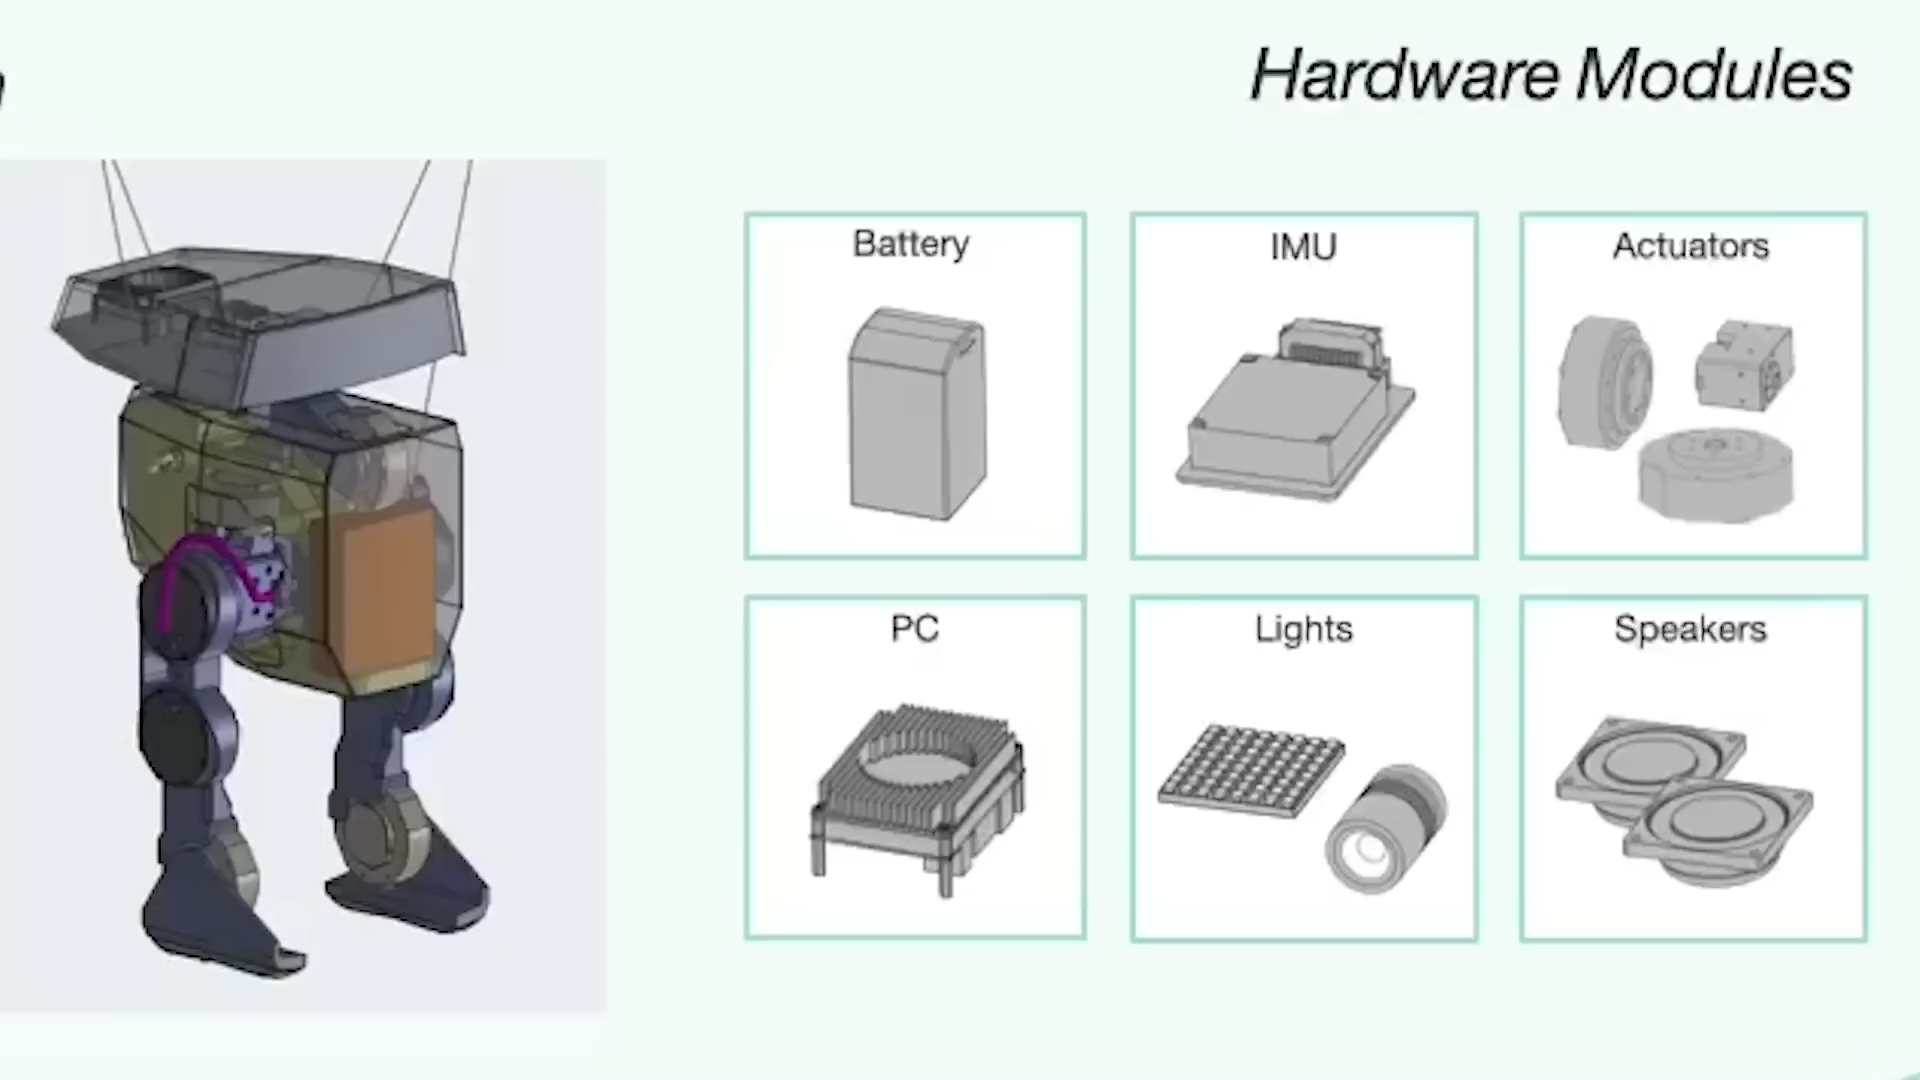 Hardware Modules
Battery
IMU
Actuators
PC
Lights
Speakers